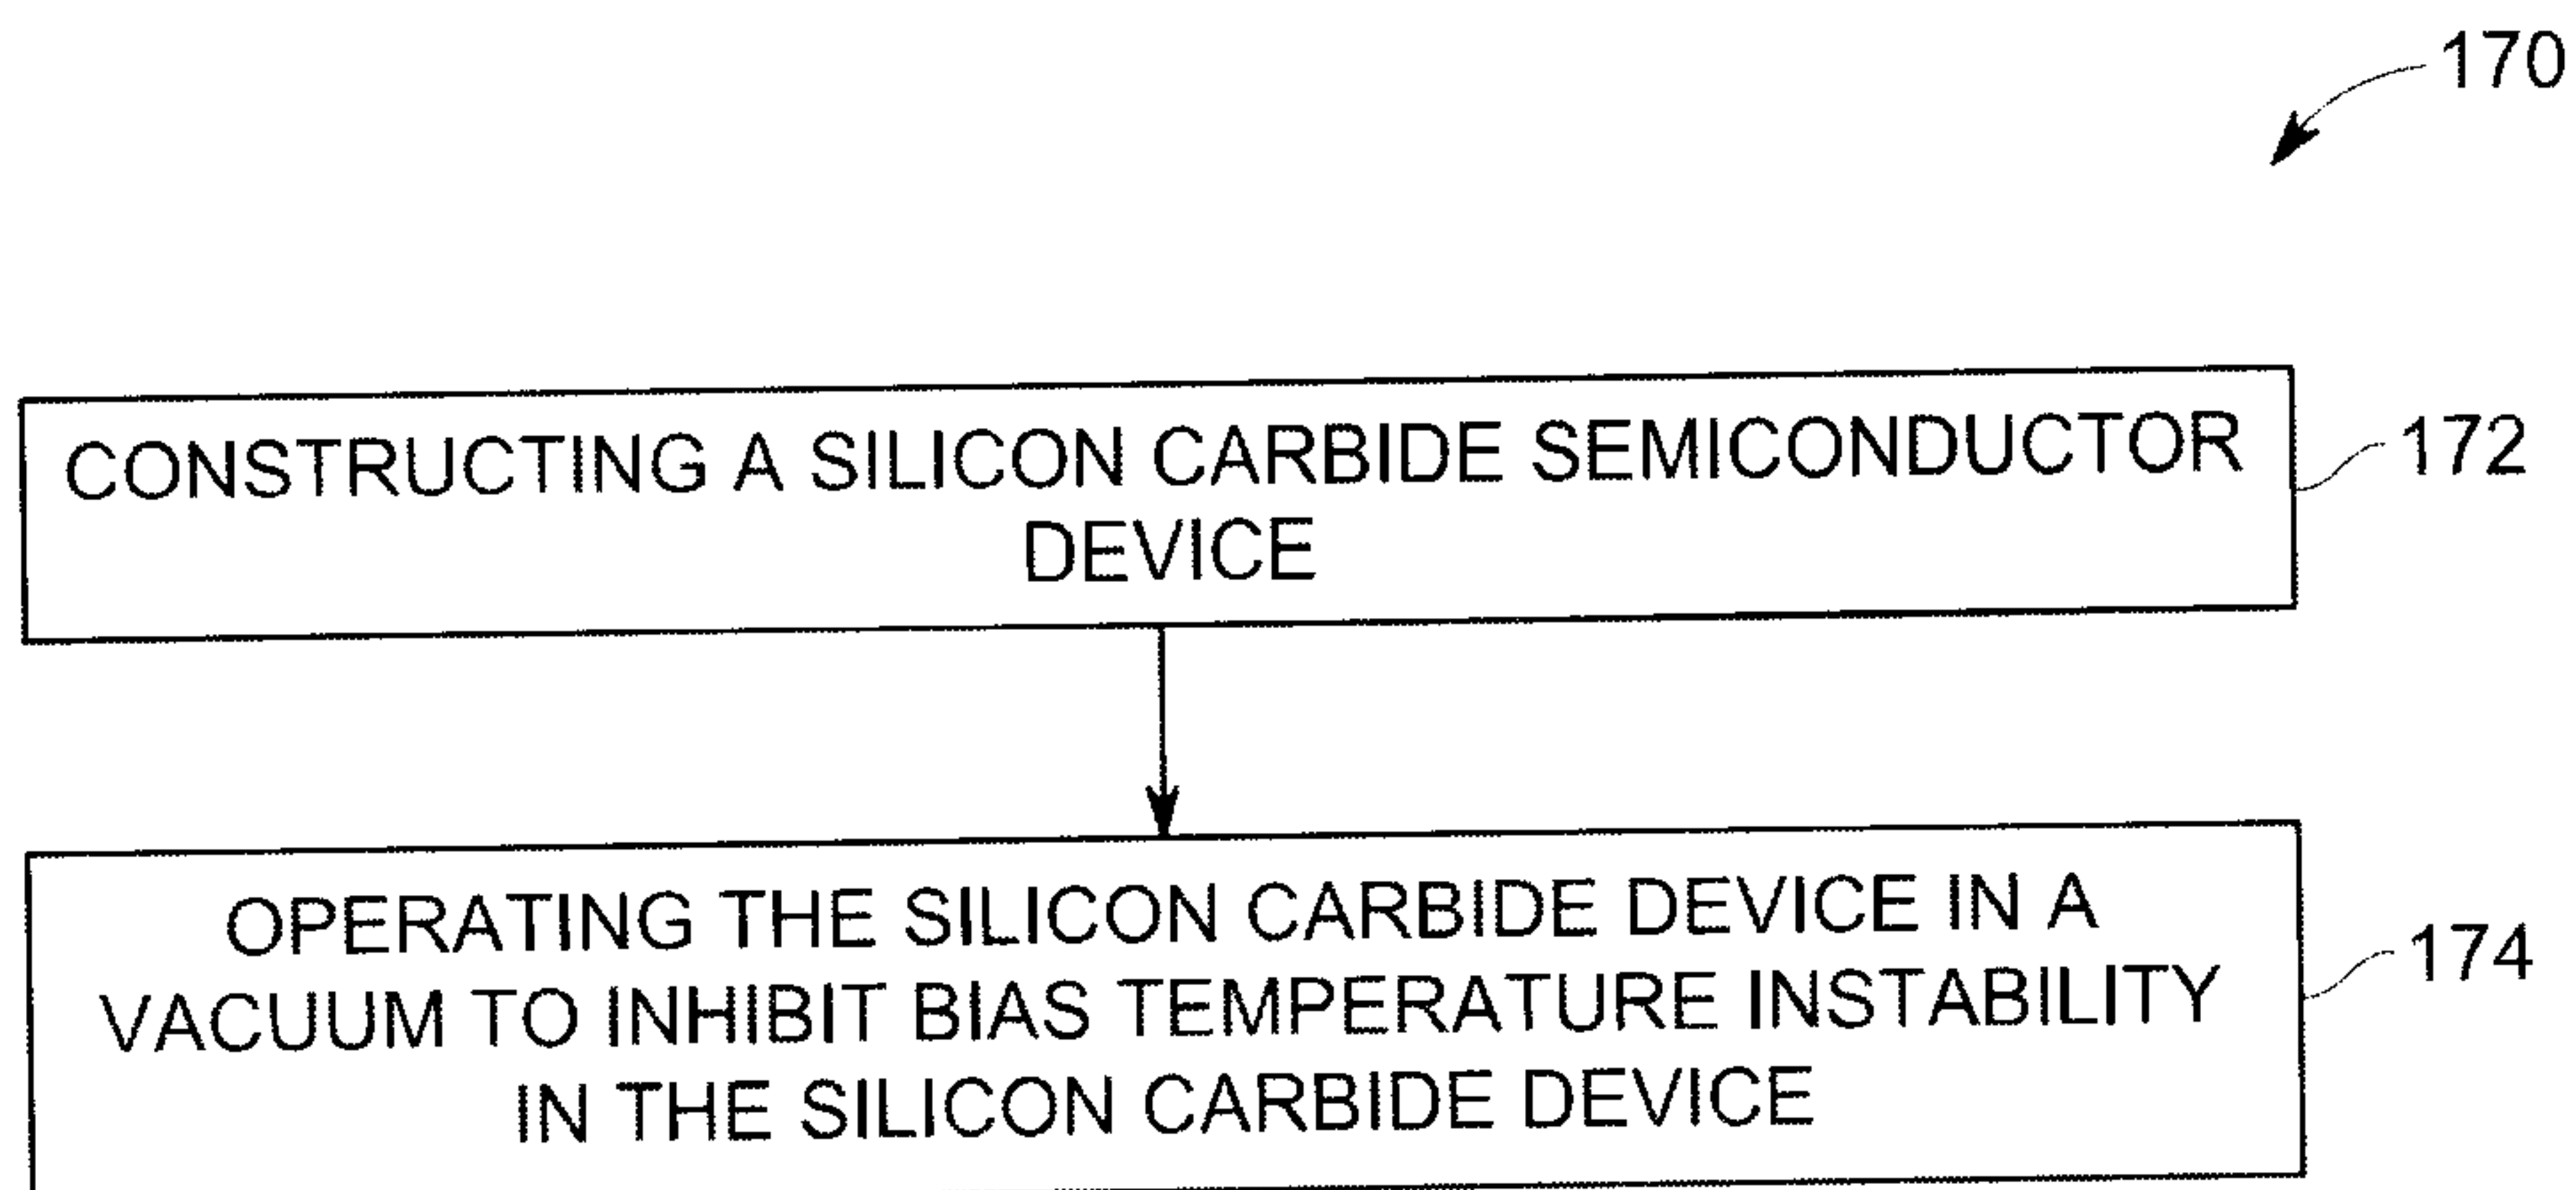 170
CONSTRUCTING A SILICON CARBIDE SEMICONDUCTOR
DEVICE
172
OPERATING THE SILICON CARBIDE DEVICE IN A
VACUUM TO INHIBIT BIAS TEMPERATURE INSTABILITY
IN THE SILICON CARBIDE DEVICE
174